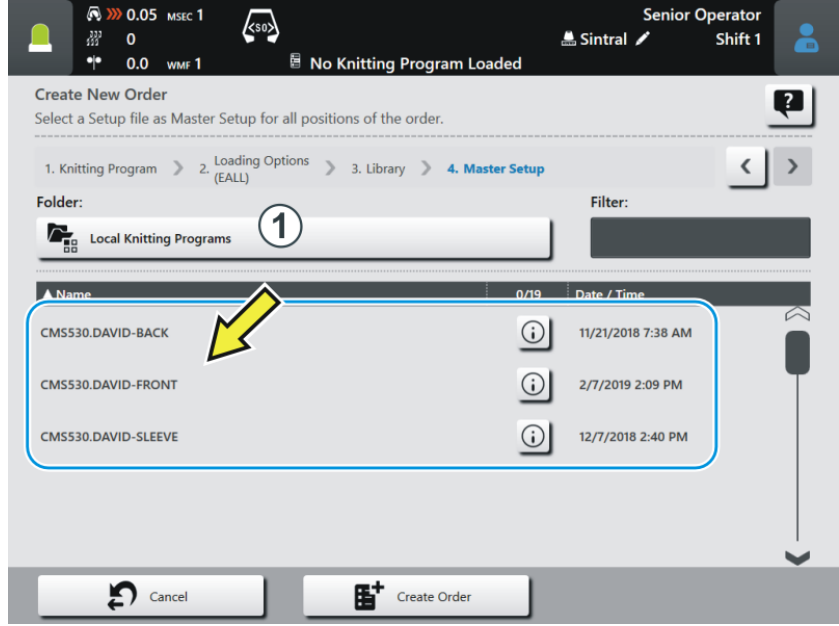 0.05 MSEC 1
<S0>
Senior Operator
0
Sintral
Shift 1
0.0 WMF 1
No Knitting Program Loaded
Create New Order
Select a Setup file as Master Setup for all positions of the order.
?
1. Knitting Program
2. Loading Options
(EALL)
3. Library
4. Master Setup
Folder:
Filter:
Local Knitting Programs
1
Name 0/19 Date / Time
CMS530.DAVID-BACK i 11/21/2018 7:38 AM
CMS530.DAVID-FRONT i 2/7/2019 2:09 PM
CMS530.DAVID-SLEEVE i 12/7/2018 2:40 PM
Cancel
Create Order